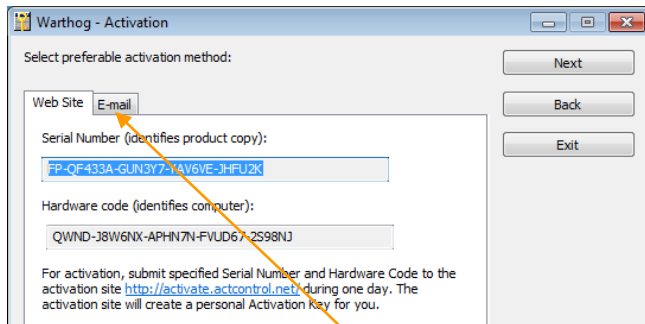 Warthog - Activation
Select preferable activation method:
Next
Web Site E-mail
Back
Serial Number (identifies product copy):
Exit
FP-QF433A-GUN3Y7-YAV6VE-JHFU2K
Hardware code (identifies computer):
QWND-J8W6NX-APHN7N-FVUD67-2S98NJ
For activation, submit specified Serial Number and Hardware Code to the
activation site http://activate.actcontrol.net/ during one day. The
activation site will create a personal Activation Key for you.